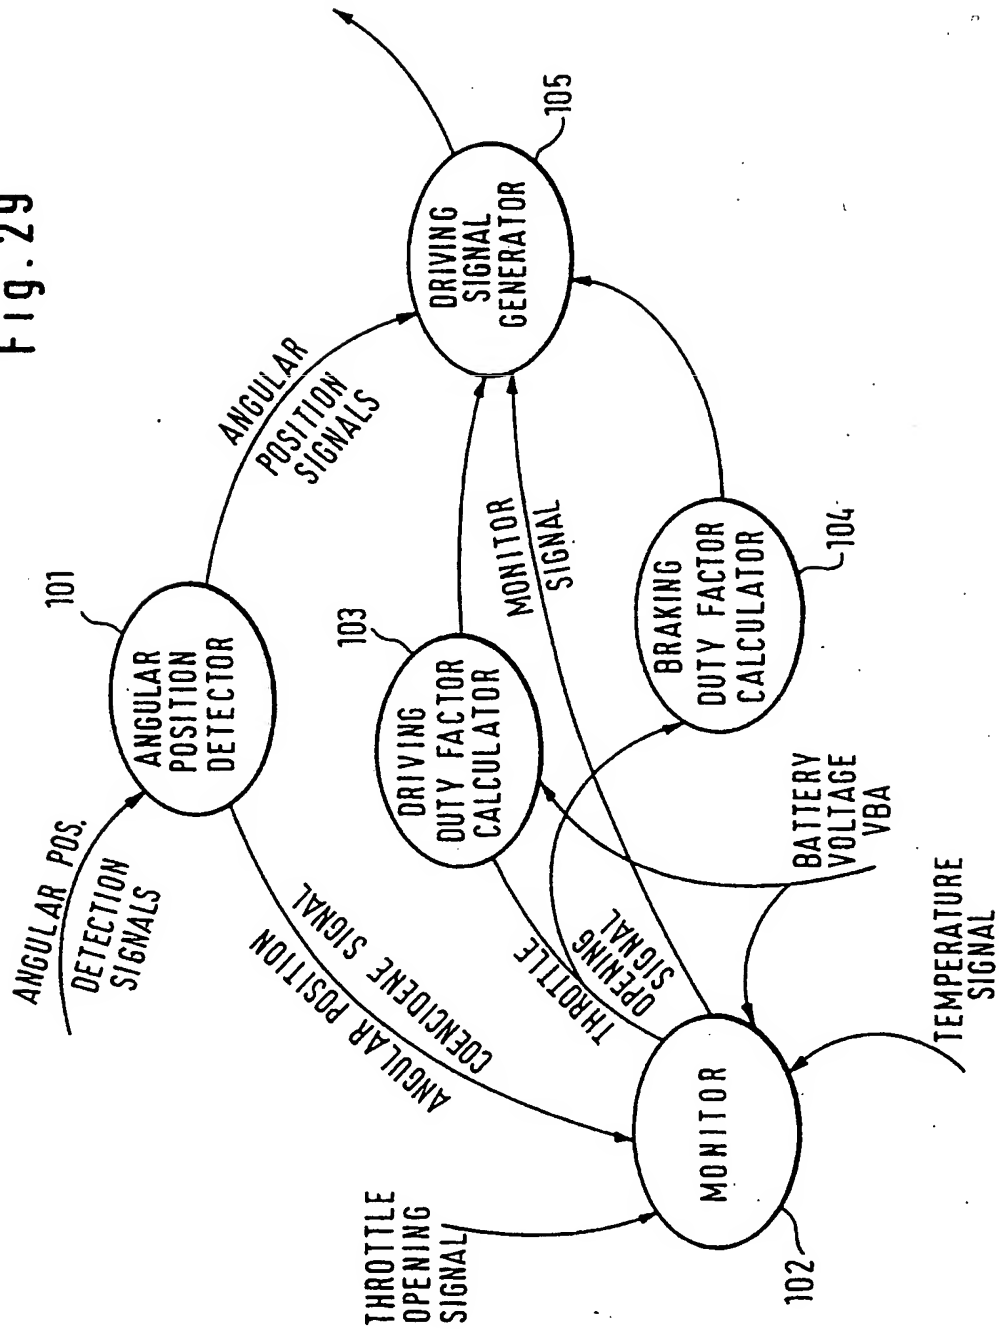 Fig. 29
ANGULAR POS.
DETECTION
SIGNALS
101
ANGULAR
POSITION
DETECTOR
ANGULAR
POSITION
SIGNALS
105
DRIVING
SIGNAL
GENERATOR
ANGULAR POSITION
COENCIDENE SIGNAL
103
DRIVING
DUTY FACTOR
CALCULATOR
MONITOR
SIGNAL
THROTTLE
OPENING
SIGNAL
THROTTLE
OPENING
SIGNAL
MONITOR
102
BRAKING
DUTY FACTOR
CALCULATOR
104
BATTERY
VOLTAGE
VBA
TEMPERATURE
SIGNAL